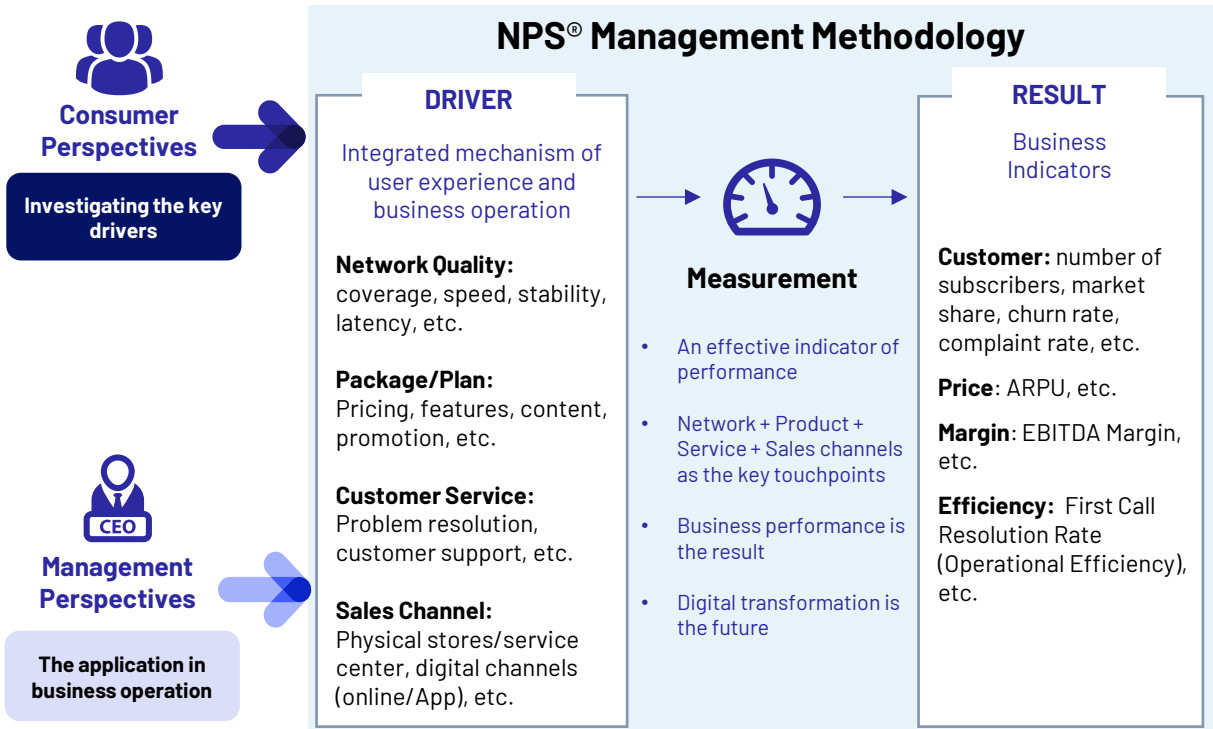 NPS® Management Methodology
Consumer
Perspectives
Investigating the key
drivers
CEO
Management
Perspectives
The application in
business operation
DRIVER
Integrated mechanism of
user experience and
business operation
Network Quality:
coverage, speed, stability,
latency, etc.
Package/Plan:
Pricing, features, content,
promotion, etc.
Customer Service:
Problem resolution,
customer support, etc.
Sales Channel:
Physical stores/service
center, digital channels
(online/App), etc.
Measurement
• An effective indicator of
performance
• Network + Product +
Service + Sales channels
as the key touchpoints
• Business performance is
the result
• Digital transformation is
the future
RESULT
Business
Indicators
Customer: number of
subscribers, market
share, churn rate,
complaint rate, etc.
Price: ARPU, etc.
Margin: EBITDA Margin,
etc.
Efficiency: First Call
Resolution Rate
(Operational Efficiency),
etc.